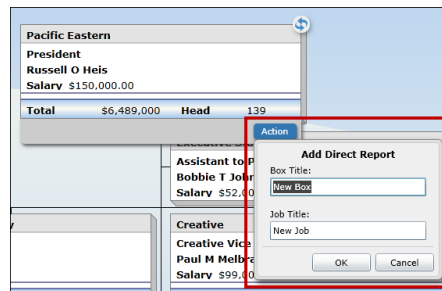 Pacific Eastern
President
Russell O Heis
Salary $150,000.00
Total $6,489,000 Head 139
Action
Assistant to P
Bobbie T John
Salary $52,00
Add Direct Report
Box Title:
New Box
Job Title:
New Job
OK Cancel
Creative
Creative Vice
Paul M Melbra
Salary $99,00